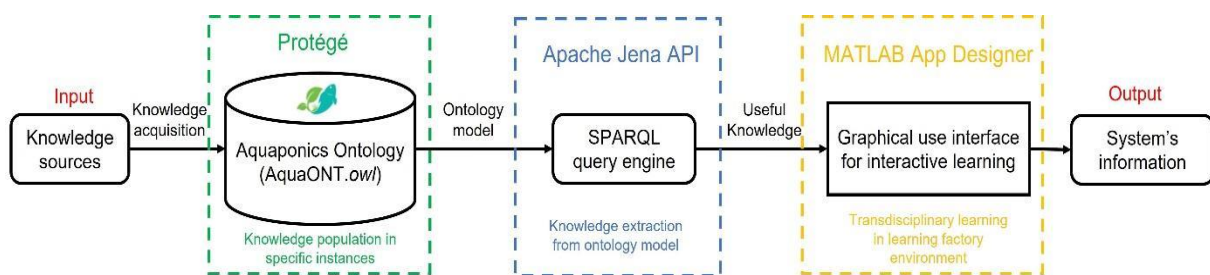 Protégé
Apache Jena API
MATLAB App Designer
Input
Knowledge
sources
Knowledge
acquisition
Aquaponics Ontology
(AquaONT.owl)
Knowledge population in
specific instances
Ontology
model
SPARQL
query engine
Knowledge extraction
from ontology model
Useful
Knowledge
Graphical use interface
for interactive learning
Transdisciplinary learning
in learning factory
environment
Output
System's
information